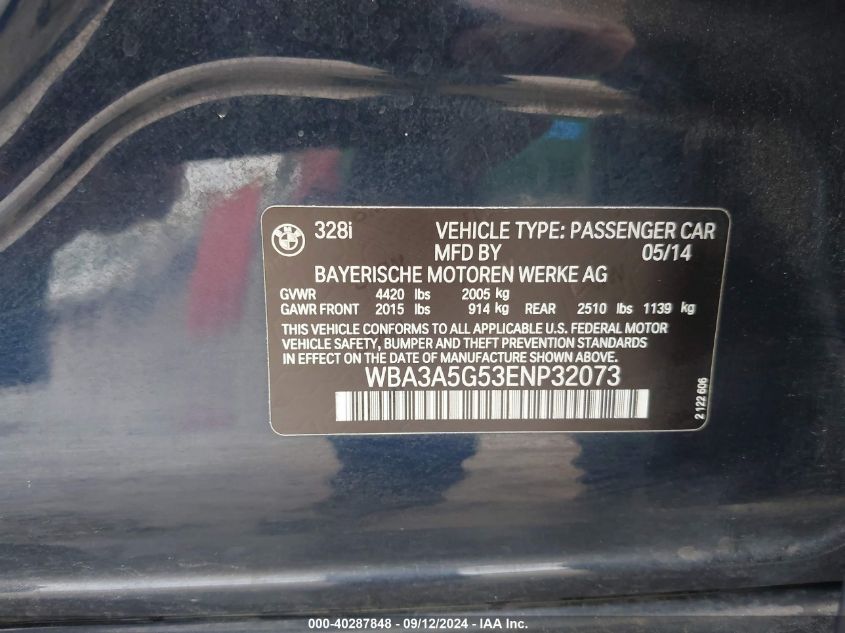 328i VEHICLE TYPE: PASSENGER CAR
MFD BY 05/14
BAYERISCHE MOTOREN WERKE AG
GVWR 4420 lbs 2005 kg
GAWR FRONT 2015 lbs 914 kg REAR 2510 lbs 1139 kg
THIS VEHICLE CONFORMS TO ALL APPLICABLE U.S. FEDERAL MOTOR
VEHICLE SAFETY, BUMPER AND THEFT PREVENTION STANDARDS
IN EFFECT ON THE DATE OF MANUFACTURE SHOWN ABOVE.
WBA3A5G53ENP32073
2 122 606
000-40287848 - 09/12/2024 - IAA Inc.